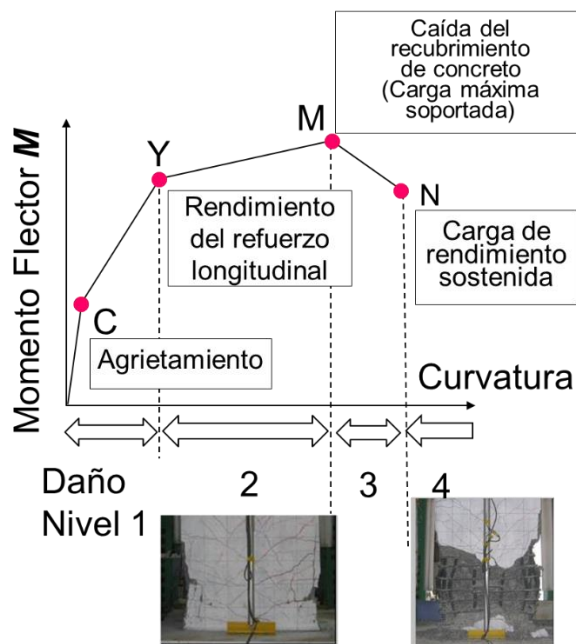 Caída del
recubrimiento
de concreto
(Carga máxima
soportada)
M
Y
N
Rendimiento
del refuerzo
longitudinal
Carga de
rendimiento
sostenida
C
Agrietamiento
Momento Flector M
Curvatura
Daño
Nivel 1
2
3
4